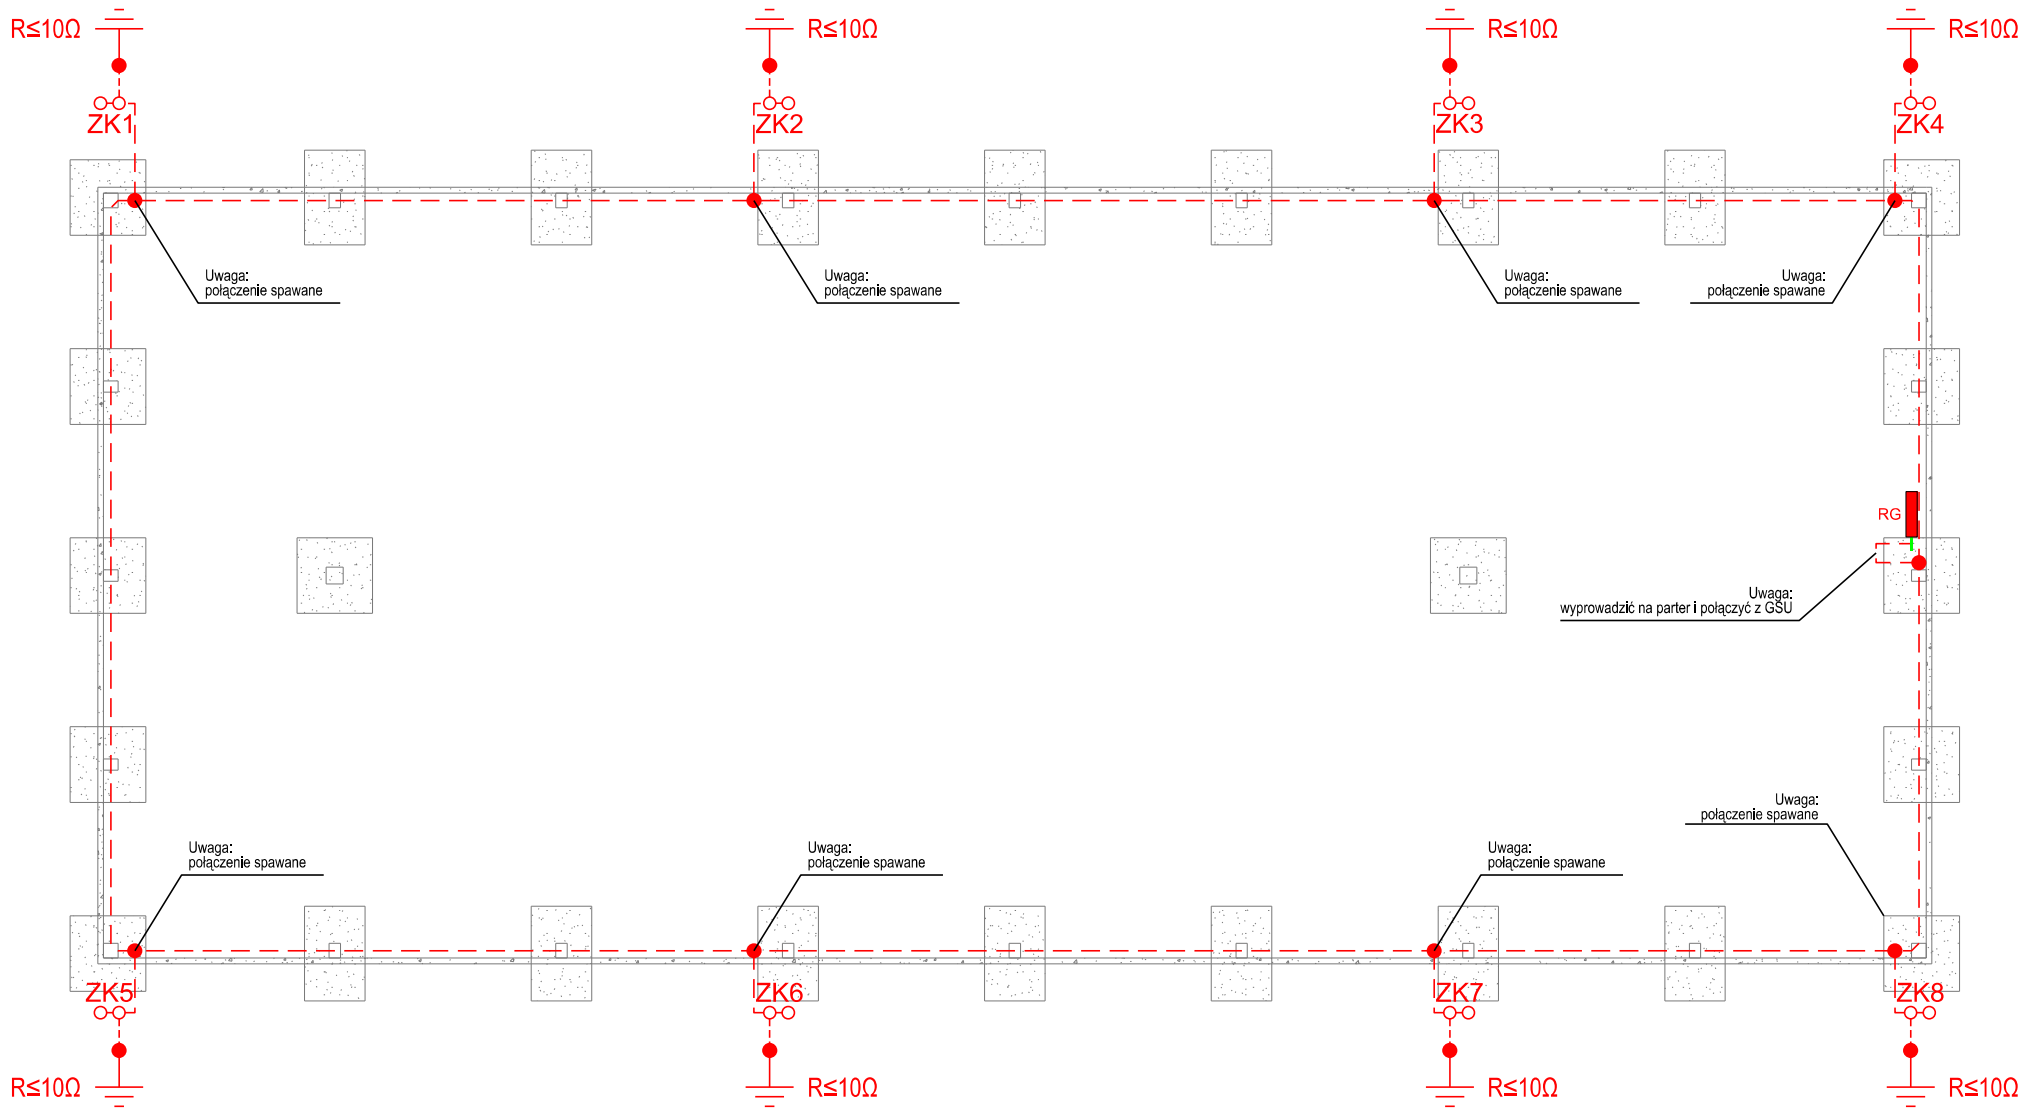 R≤10Ω
R≤10Ω
R≤10Ω
R≤10Ω
ZK1
ZK2
ZK3
ZK4
Uwaga:
połączenie spawane
Uwaga:
połączenie spawane
Uwaga:
połączenie spawane
Uwaga:
połączenie spawane
RG
Uwaga:
wyprowadzić na parter i połączyć z GSU
Uwaga:
połączenie spawane
Uwaga:
połączenie spawane
Uwaga:
połączenie spawane
Uwaga:
połączenie spawane
ZK5
ZK6
ZK7
ZK8
R≤10Ω
R≤10Ω
R≤10Ω
R≤10Ω